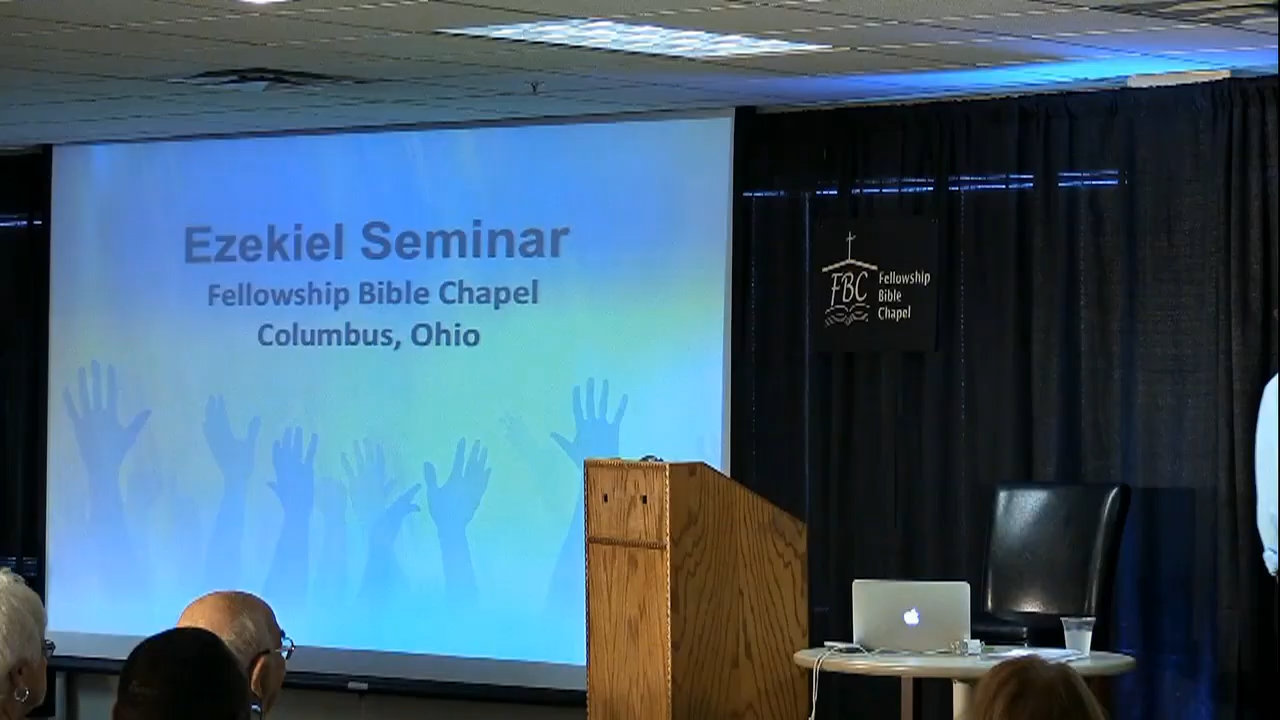 Ezekiel Seminar
Fellowship Bible Chapel
Columbus, Ohio
FBC
Fellowship
Bible
Chapel